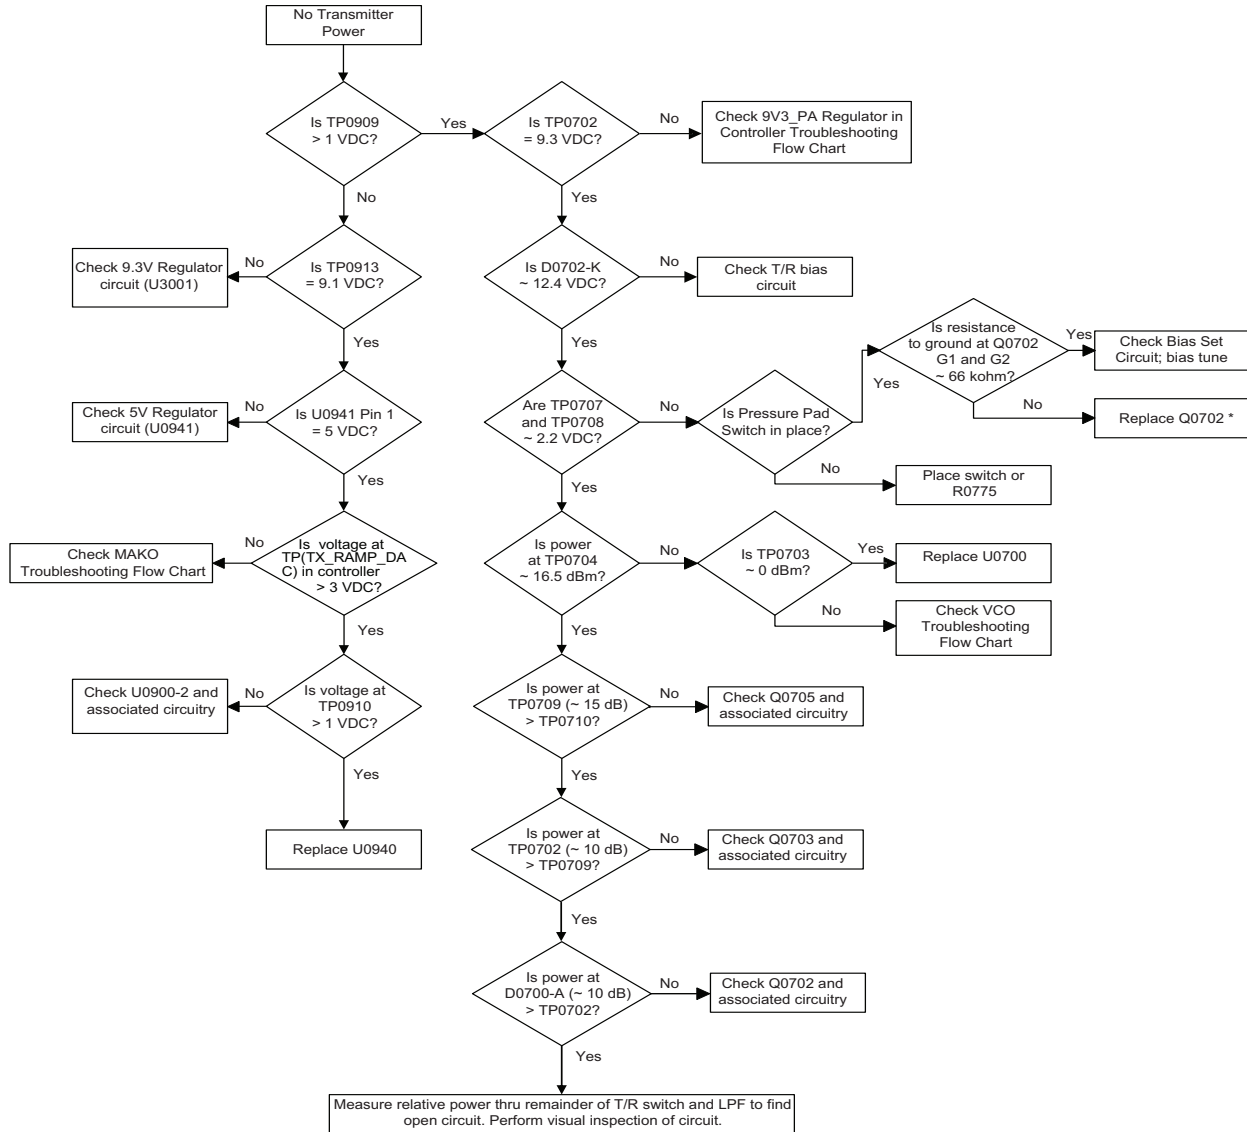 No Transmitter
Power
Is TP0909
> 1 VDC?
Yes
No
Is TP0702
= 9.3 VDC?
No
Yes
Check 9V3_PA Regulator in
Controller Troubleshooting
Flow Chart
Is TP0913
= 9.1 VDC?
No
Yes
Check 9.3V Regulator
circuit (U3001)
Is D0702-K
~ 12.4 VDC?
No
Yes
Check T/R bias
circuit
Is U0941 Pin 1
= 5 VDC?
No
Yes
Check 5V Regulator
circuit (U0941)
Are TP0707
and TP0708
~ 2.2 VDC?
No
Yes
Is Pressure Pad
Switch in place?
Yes
No
Is resistance
to ground at Q0702
G1 and G2
~ 66 kohm?
Yes
No
Check Bias Set
Circuit; bias tune
Replace Q0702 *
Place switch or
R0775
Is voltage at
TP(TX_RAMP_DA
C) in controller
> 3 VDC?
No
Yes
Check MAKO
Troubleshooting Flow Chart
Is power
at TP0704
~ 16.5 dBm?
No
Yes
Is TP0703
~ 0 dBm?
Yes
No
Replace U0700
Check VCO
Troubleshooting
Flow Chart
Is voltage at
TP0910
> 1 VDC?
No
Yes
Check U0900-2 and
associated circuitry
Replace U0940
Is power at
TP0709 (~ 15 dB)
> TP0710?
No
Yes
Check Q0705 and
associated circuitry
Is power at
TP0702 (~ 10 dB)
> TP0709?
No
Yes
Check Q0703 and
associated circuitry
Is power at
D0700-A (~ 10 dB)
> TP0702?
No
Yes
Check Q0702 and
associated circuitry
Measure relative power thru remainder of T/R switch and LPF to find
open circuit. Perform visual inspection of circuit.